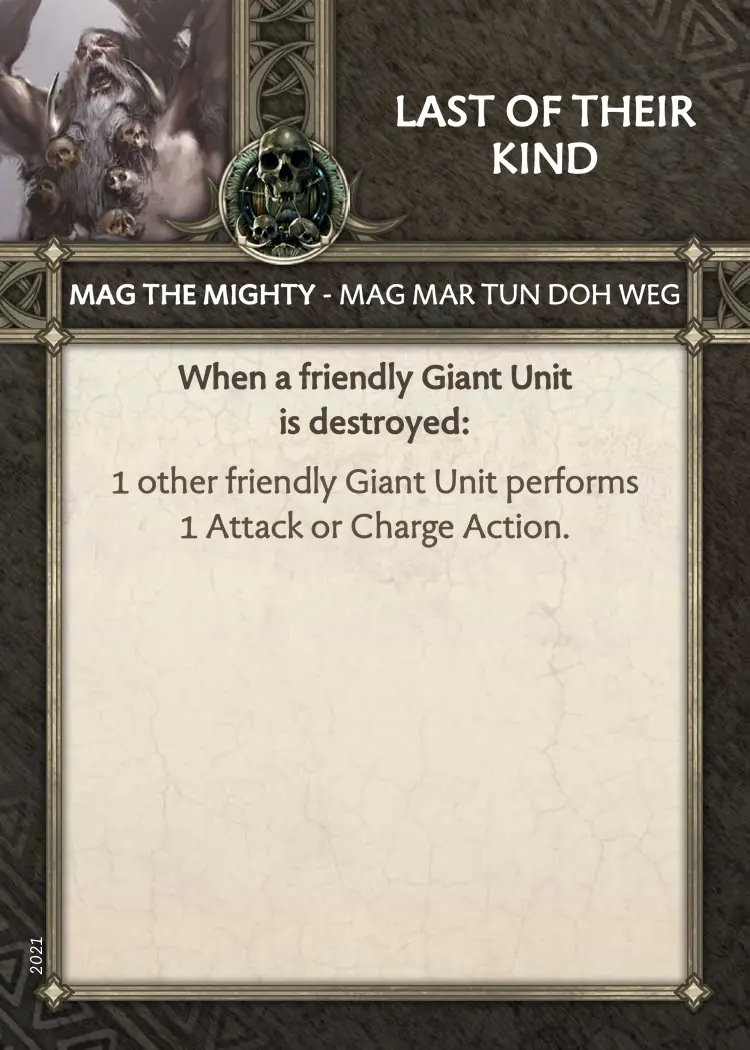 LAST OF THEIR
KIND
MAG THE MIGHTY - MAG MAR TUN DOH WEG
When a friendly Giant Unit
is destroyed:
1 other friendly Giant Unit performs
1 Attack or Charge Action.
2021